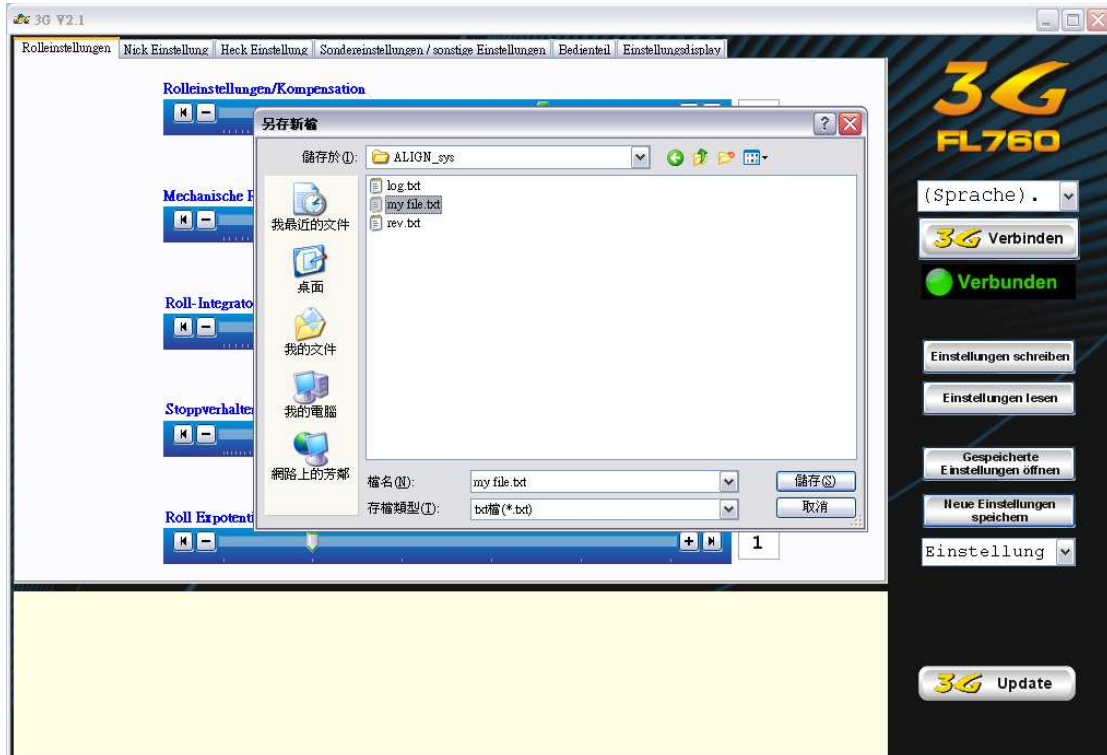 3G V2.1
Rolleinstellungen
Nick Einstellung
Heck Einstellung
Sondereinstellungen / sonstige Einstellungen
Bedienteil
Einstellungsdisplay
Rolleinstellungen/Kompensation
Mechanische
Roll-Integrato
Stoppverhalte
Roll Expotenti
1
另存新檔
儲存於(I):
ALIGN_sys
log.txt
my file.txt
rev.txt
我最近的文件
桌面
我的文件
我的電腦
網路上的芳鄰
檔名(N):
my file.txt
儲存(S)
存檔類型(T):
txt檔(*.txt)
取消
3G
FL760
(Sprache).
3G Verbinden
Verbunden
Einstellungen schreiben
Einstellungen lesen
Gespeicherte
Einstellungen öffnen
Neue Einstellungen
speichern
Einstellung
3G Update